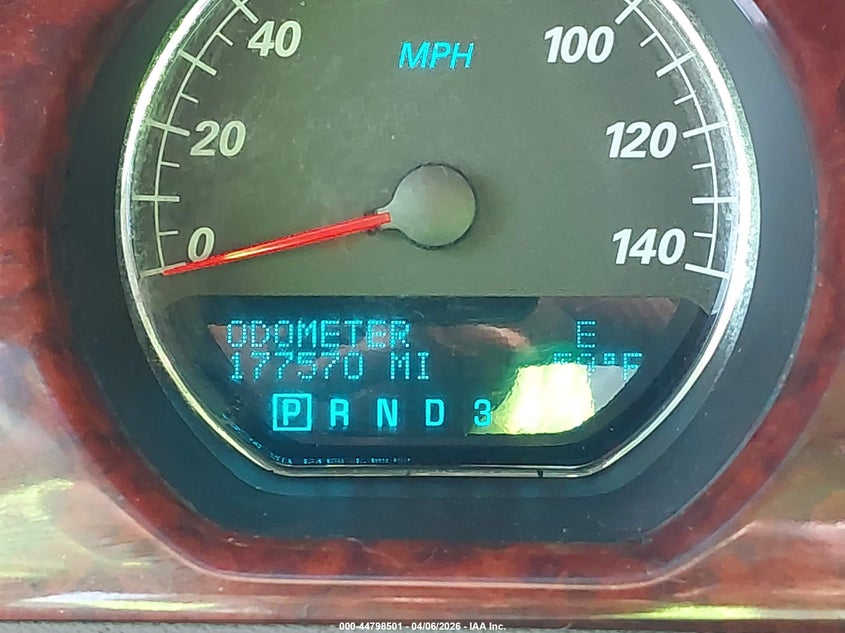 40 MPH 100
20 120
0 140
ODOMETER E
177570 MI °F
P R N D 3
000-44798501 - 04/06/2026 - IAA Inc.